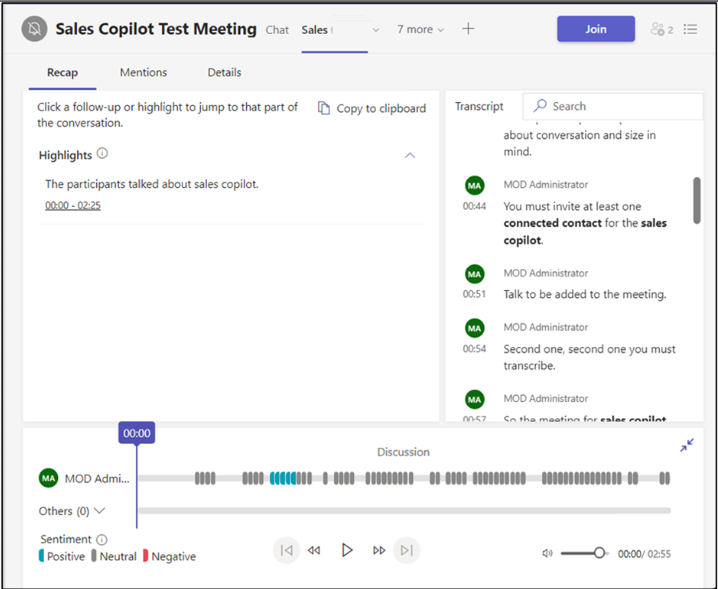 Sales Copilot Test Meeting Chat Sales 7 more Join 2
Recap Mentions Details
Click a follow-up or highlight to jump to that part of
the conversation.
Copy to clipboard
Highlights
The participants talked about sales copilot.
00:00 - 02:25
Transcript Search
about conversation and size in
mind.
MA MOD Administrator
00:44 You must invite at least one
connected contact for the sales
copilot.
MA MOD Administrator
00:51 Talk to be added to the meeting.
MA MOD Administrator
00:54 Second one, second one you must
transcribe.
MA MOD Administrator
00:57 So the meeting for sales copilot
00:00
Discussion
MA MOD Admi...
Others (0)
Sentiment
Positive Neutral Negative
00:00/ 02:55